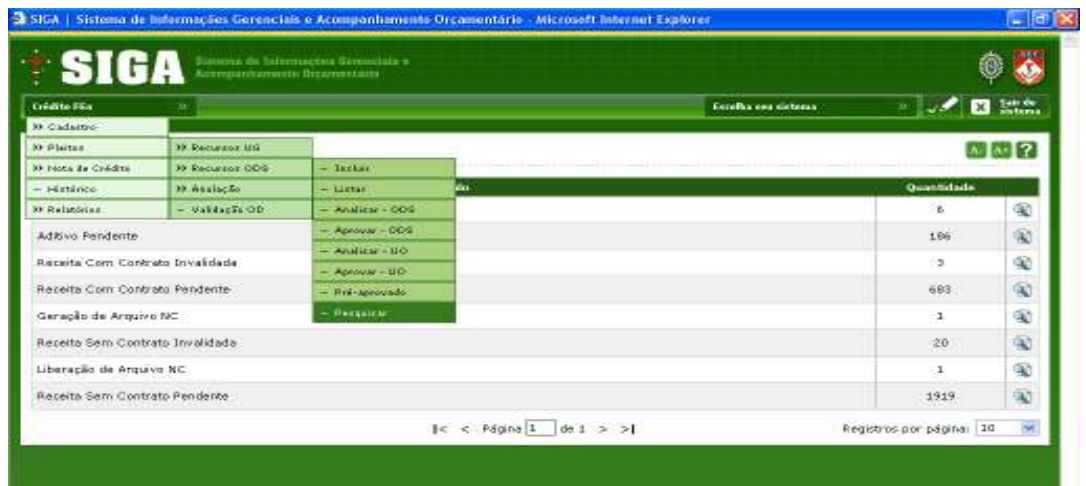 SIGA | Sistema de Informações Gerenciais e Acompanhamento Orçamentário - Microsoft Internet Explorer
SIGA
Sistema de Informações Gerenciais e
Acompanhamento Orçamentário
Crédito FEx »
Escolha seu sistema »
Sair do
sistema
» Cadastro
» Pleitos
» Nota de Crédito
– Histórico
» Relatórios
» Recursos UG
» Recursos ODS
» Anulação
– Validação OD
– Incluir
– Listar
– Analisar - ODS
– Aprovar - ODS
– Analisar - UO
– Aprovar - UO
– Pré-aprovado
– Pesquisar
A- A+ ?
Quantidade
6
Aditivo Pendente 186
Receita Com Contrato Invalidada 3
Receita Com Contrato Pendente 683
Geração de Arquivo NC 1
Receita Sem Contrato Invalidada 20
Liberação de Arquivo NC 1
Receita Sem Contrato Pendente 1919
|< < Página 1 de 1 > >|
Registros por página: 10